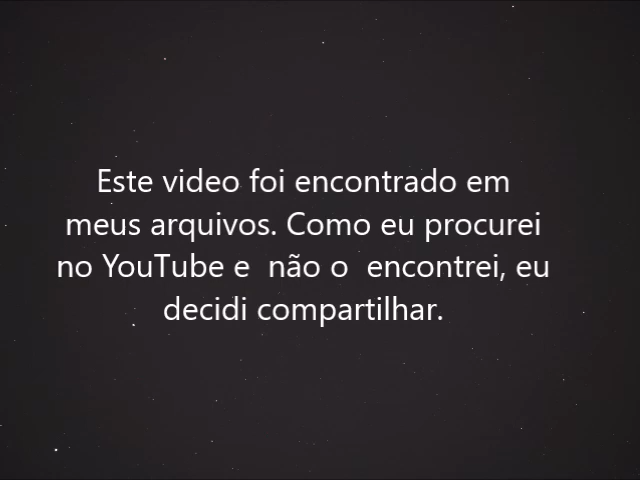 Este video foi encontrado em
meus arquivos. Como eu procurei
no YouTube e  não o  encontrei, eu
decidi compartilhar.